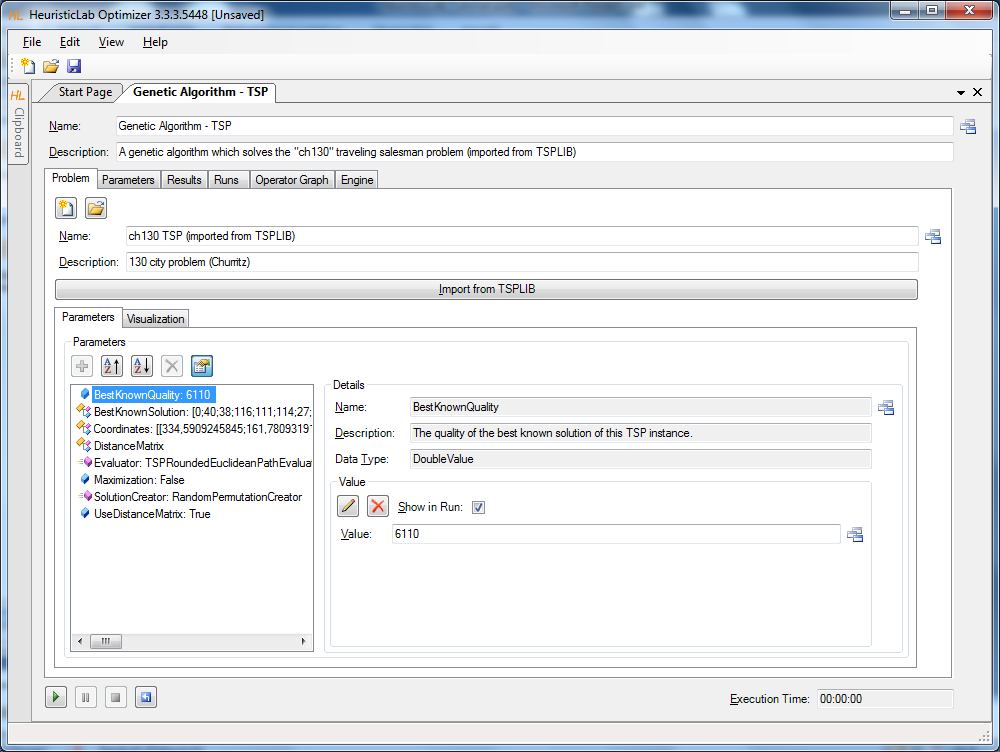 HL HeuristicLab Optimizer 3.3.3.5448 [Unsaved]
File Edit View Help
HL Clipboard
Start Page Genetic Algorithm - TSP
Name: Genetic Algorithm - TSP
Description: A genetic algorithm which solves the "ch130" traveling salesman problem (imported from TSPLIB)
Problem Parameters Results Runs Operator Graph Engine
Name: ch130 TSP (imported from TSPLIB)
Description: 130 city problem (Churritz)
Import from TSPLIB
Parameters Visualization
Parameters
BestKnownQuality: 6110
BestKnownSolution: [0;40;38;116;111;114;27;
Coordinates: [[334,5909245845;161,7809319
DistanceMatrix
Evaluator: TSPRoundedEuclideanPathEvalua
Maximization: False
SolutionCreator: RandomPermutationCreator
UseDistanceMatrix: True
Details
Name: BestKnownQuality
Description: The quality of the best known solution of this TSP instance.
Data Type: DoubleValue
Value
Show in Run:
Value: 6110
Execution Time: 00:00:00